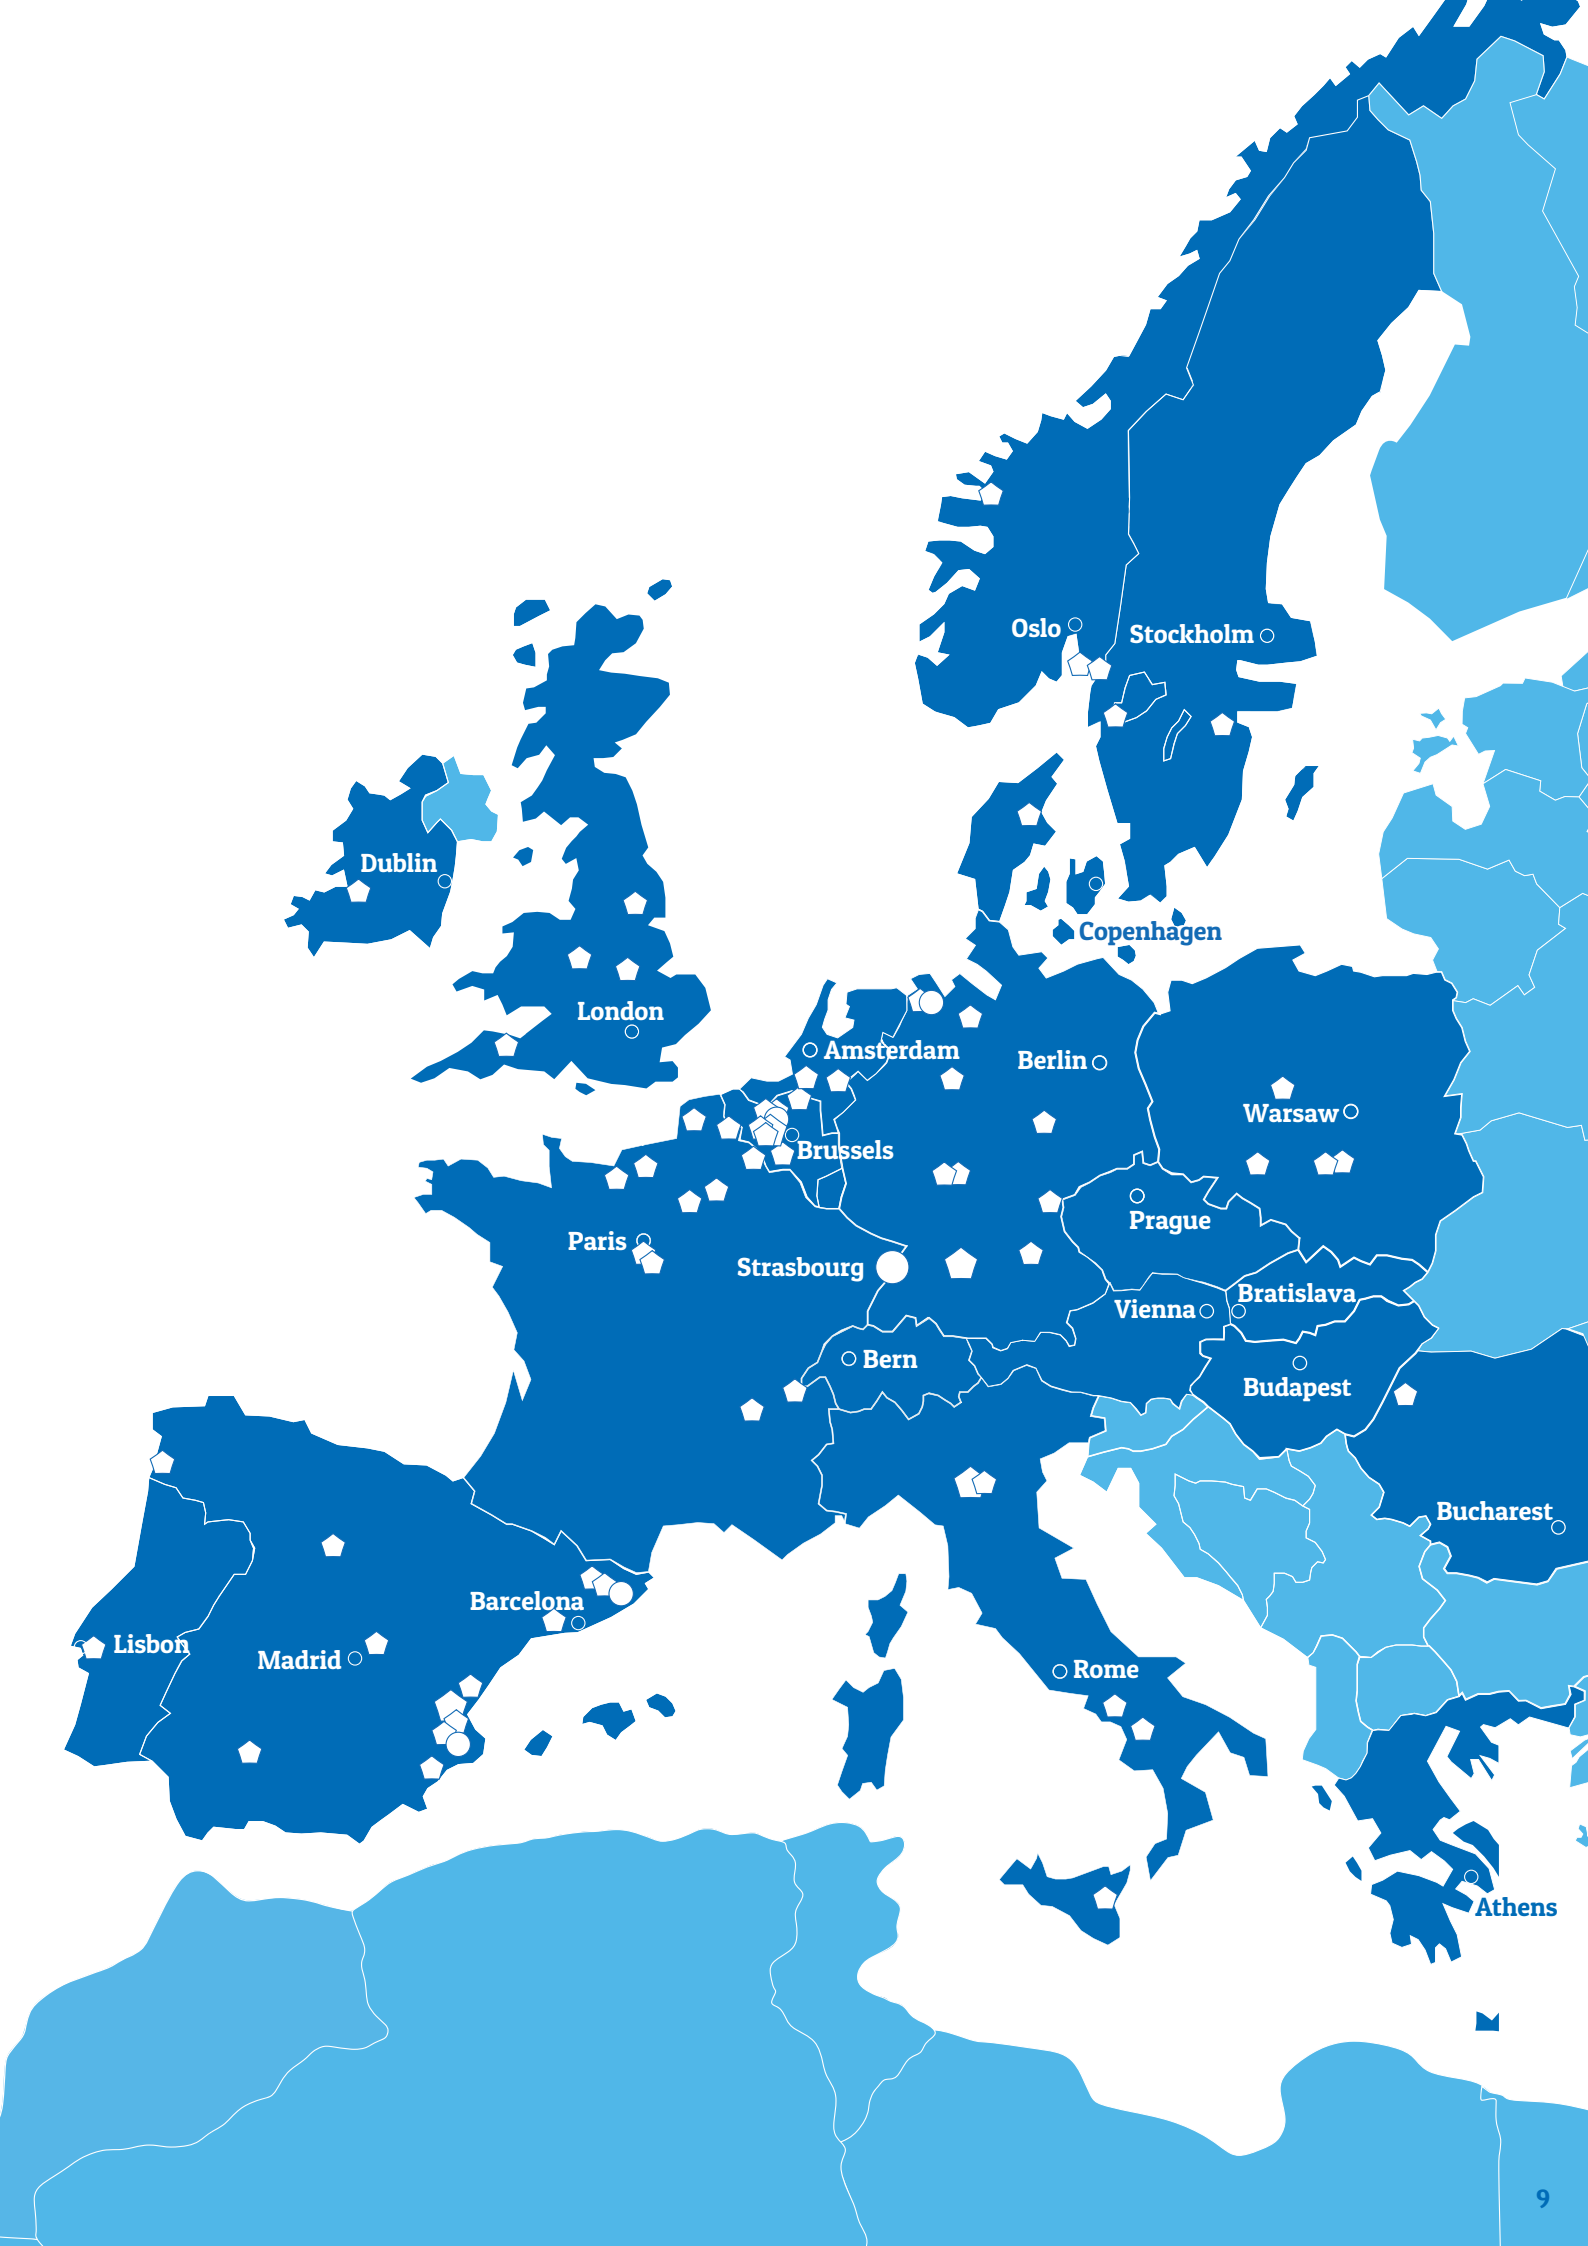 Oslo
Stockholm
Dublin
Copenhagen
London
Amsterdam
Berlin
Warsaw
Brussels
Prague
Paris
Strasbourg
Bratislava
Vienna
Bern
Budapest
Bucharest
Barcelona
Lisbon
Madrid
Rome
Athens
9